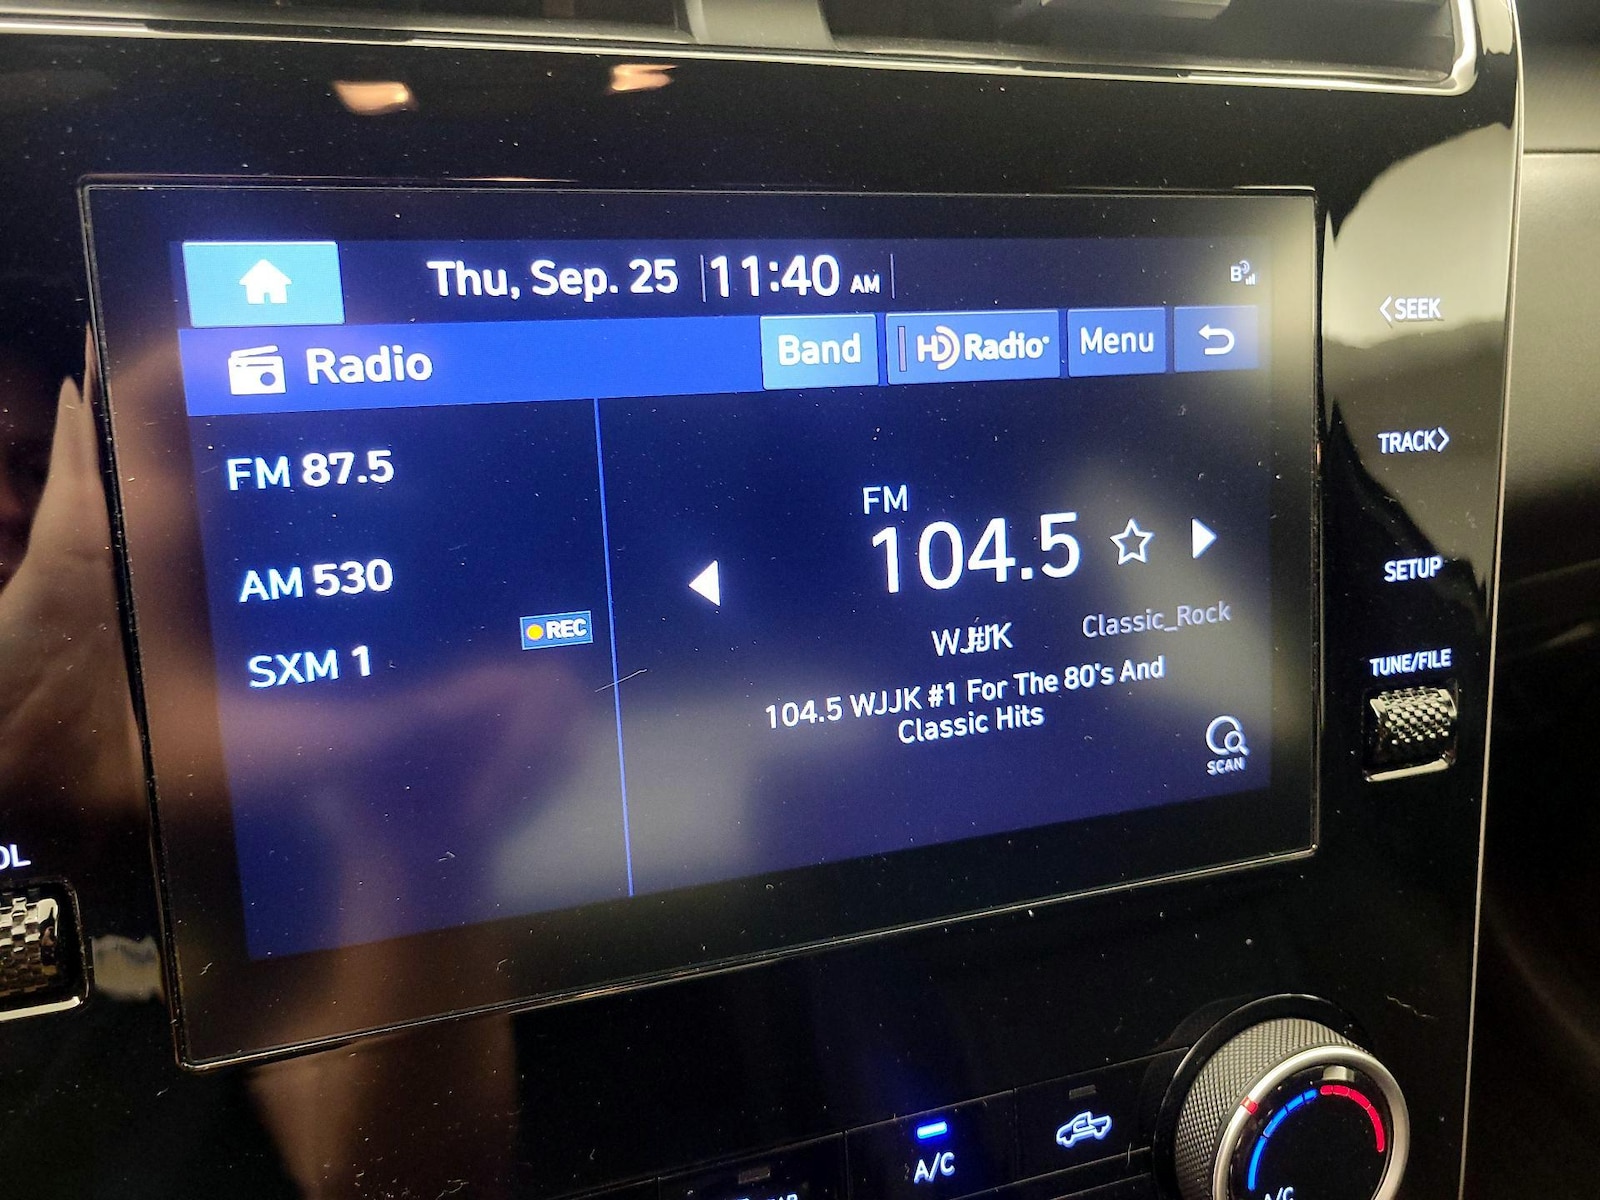 Thu, Sep. 25 11:40 AM
B
Radio Band HD Radio Menu
FM 87.5
AM 530
REC
SXM 1
FM
104.5
Classic_Rock
104.5 WJJK #1 For The 80's And
Classic Hits
SCAN
SEEK
TRACK
SETUP
TUNE/FILE
OL
A/C
A/C